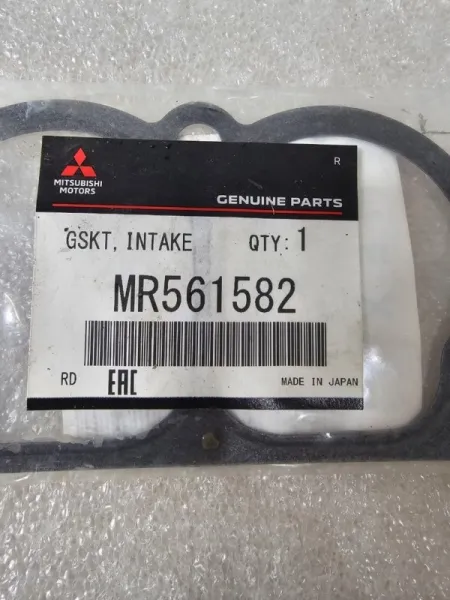 R
MITSUBISHI
MOTORS
GENUINE PARTS
GSKT, INTAKE QTY: 1
MR561582
RD EAC MADE IN JAPAN